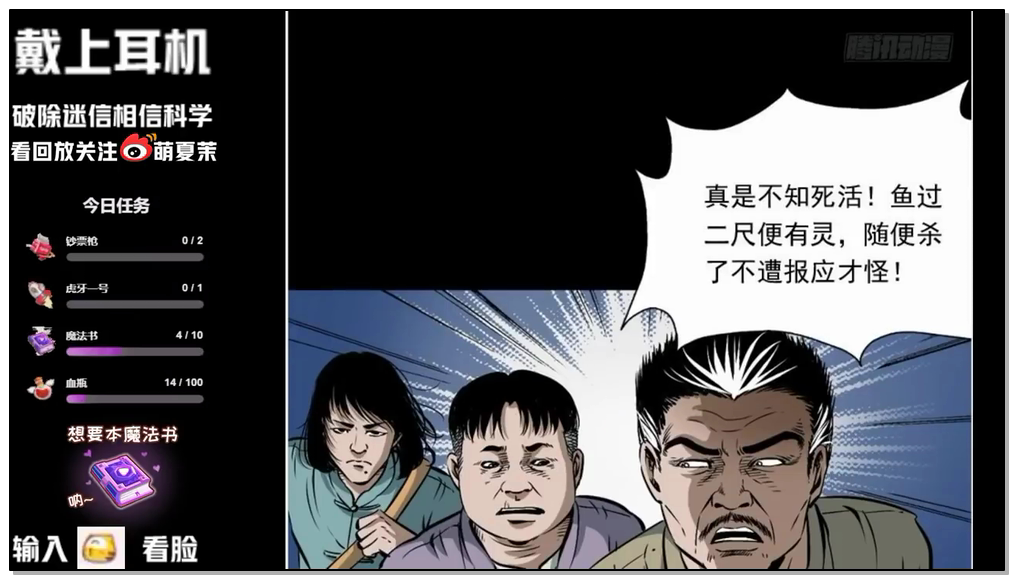 戴上耳机
破除迷信相信科学
看回放关注萌夏茉
今日任务
钞票枪 0 / 2
虎牙一号 0 / 1
魔法书 4 / 10
血瓶 14 / 100
想要本魔法书
呐~
输入 看脸
腾讯动漫
真是不知死活！鱼过
二尺便有灵，随便杀
了不遭报应才怪！